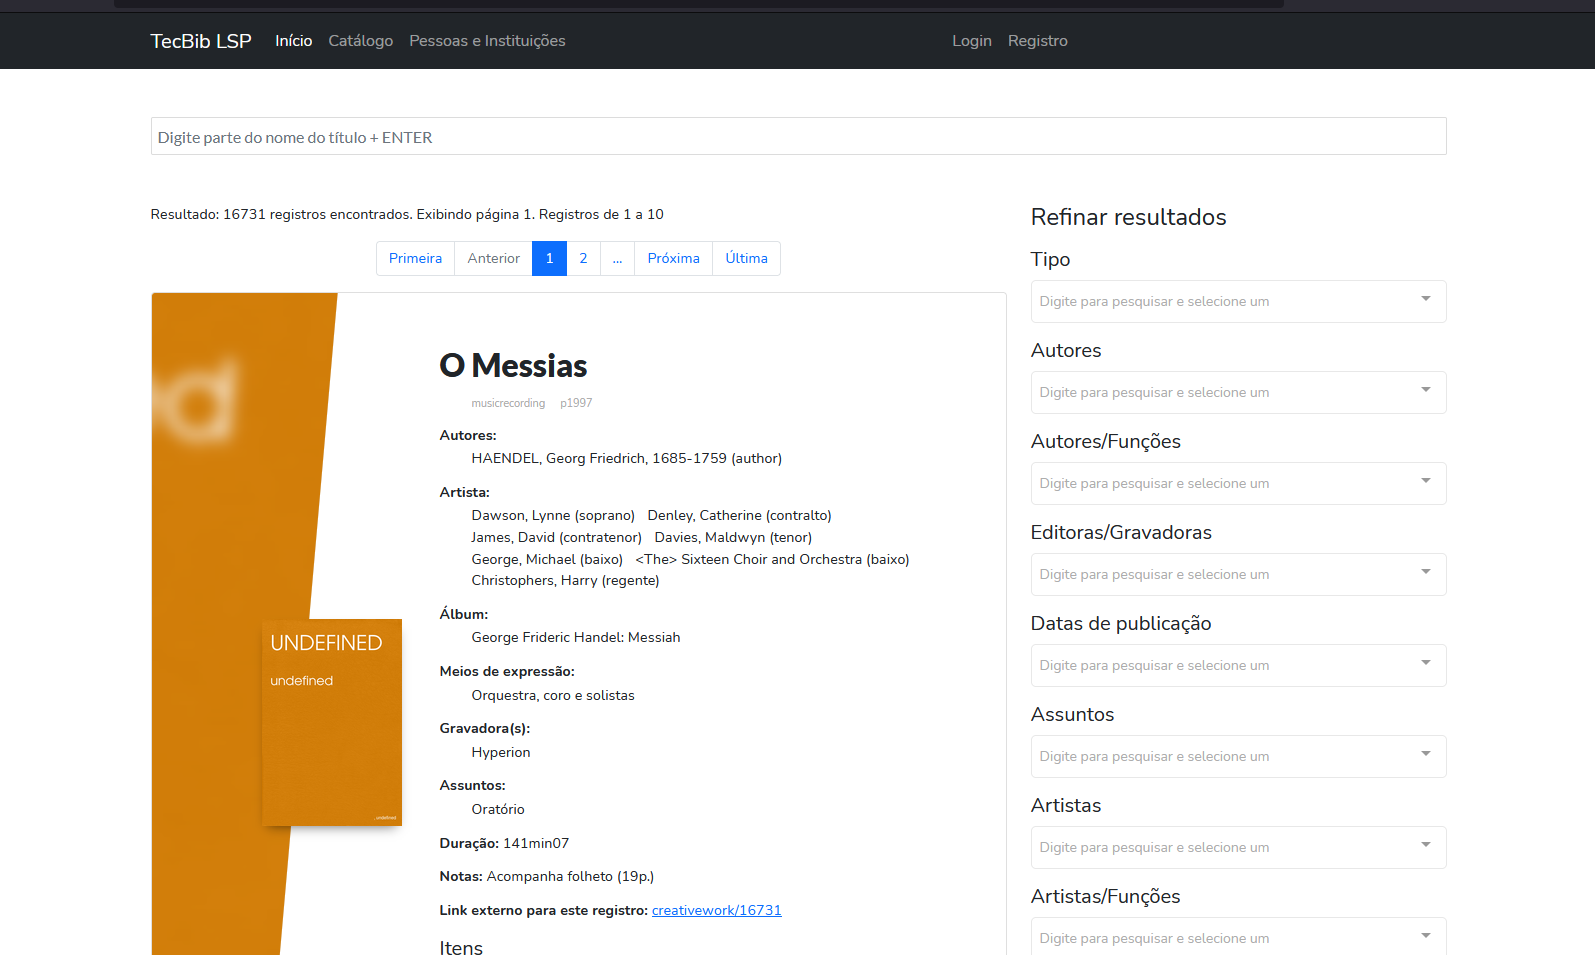 TecBib LSP Início Catálogo Pessoas e Instituições Login Registro
Digite parte do nome do título + ENTER
Resultado: 16731 registros encontrados. Exibindo página 1. Registros de 1 a 10
Primeira Anterior 1 2 ... Próxima Última
O Messias
musicrecording p1997
Autores:
HAENDEL, Georg Friedrich, 1685-1759 (author)
Artista:
Dawson, Lynne (soprano) Denley, Catherine (contralto)
James, David (contratenor) Davies, Maldwyn (tenor)
George, Michael (baixo) <The> Sixteen Choir and Orchestra (baixo)
Christophers, Harry (regente)
Álbum:
George Frideric Handel: Messiah
Meios de expressão:
Orquestra, coro e solistas
Gravadora(s):
Hyperion
Assuntos:
Oratório
Duração: 141min07
Notas: Acompanha folheto (19p.)
Link externo para este registro: creativework/16731
Itens
UNDEFINED
undefined
...undefined
Refinar resultados
Tipo
Digite para pesquisar e selecione um
Autores
Digite para pesquisar e selecione um
Autores/Funções
Digite para pesquisar e selecione um
Editoras/Gravadoras
Digite para pesquisar e selecione um
Datas de publicação
Digite para pesquisar e selecione um
Assuntos
Digite para pesquisar e selecione um
Artistas
Digite para pesquisar e selecione um
Artistas/Funções
Digite para pesquisar e selecione um